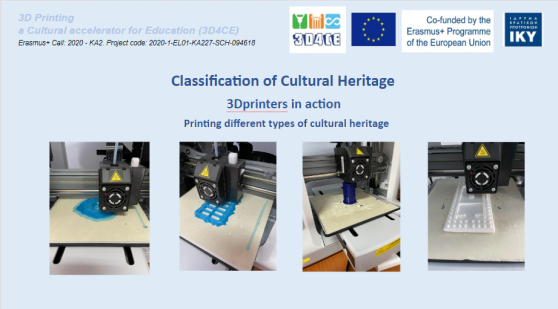 3D Printing
a Cultural accelerator for Education (3D4CE)
Erasmus+ Call: 2020 - KA2. Project code: 2020-1-EL01-KA227-SCH-094618
3D4CE
Co-funded by the
Erasmus+ Programme
of the European Union
ΙΔΡΥΜΑ
ΚΡΑΤΙΚΩΝ
ΥΠΟΤΡΟΦΙΩΝ
ΙΚΥ
Classification of Cultural Heritage
3Dprinters in action
Printing different types of cultural heritage